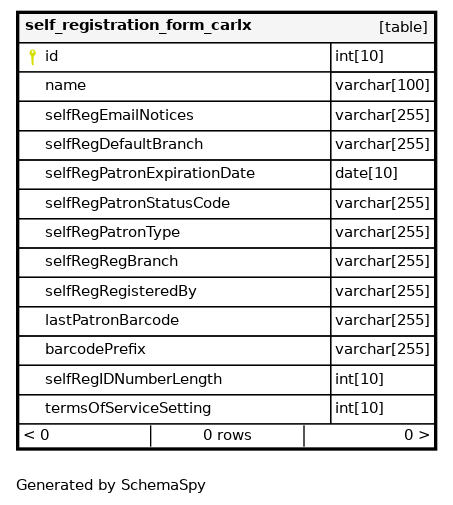 self_registration_form_carlx [table]
id int[10]
name varchar[100]
selfRegEmailNotices varchar[255]
selfRegDefaultBranch varchar[255]
selfRegPatronExpirationDate date[10]
selfRegPatronStatusCode varchar[255]
selfRegPatronType varchar[255]
selfRegRegBranch varchar[255]
selfRegRegisteredBy varchar[255]
lastPatronBarcode varchar[255]
barcodePrefix varchar[255]
selfRegIDNumberLength int[10]
termsOfServiceSetting int[10]
< 0 0 rows 0 >
Generated by SchemaSpy